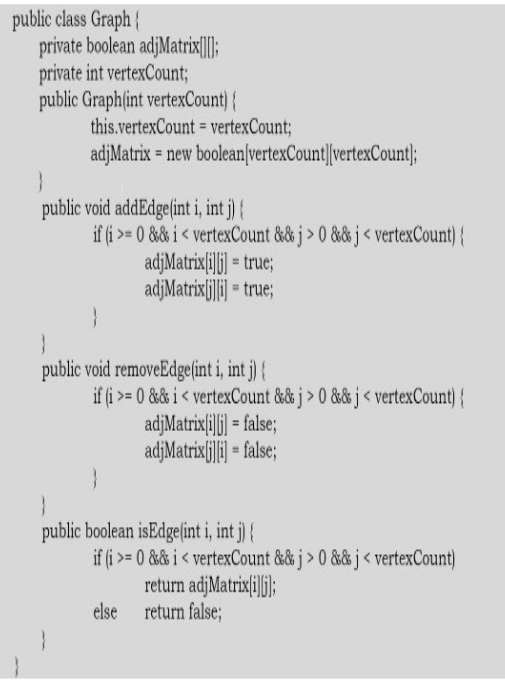 public class Graph {
private boolean adjMatrix[][];
private int vertexCount;
public Graph(int vertexCount) {
this.vertexCount = vertexCount;
adjMatrix = new boolean[vertexCount][vertexCount];
}
public void addEdge(int i, int j) {
if (i >= 0 && i < vertexCount && j > 0 && j < vertexCount) {
adjMatrix[i][j] = true;
adjMatrix[j][i] = true;
}
}
public void removeEdge(int i, int j) {
if (i >= 0 && i < vertexCount && j > 0 && j < vertexCount) {
adjMatrix[i][j] = false;
adjMatrix[j][i] = false;
}
}
public boolean isEdge(int i, int j) {
if (i >= 0 && i < vertexCount && j > 0 && j < vertexCount)
return adjMatrix[i][j];
else return false;
}
}